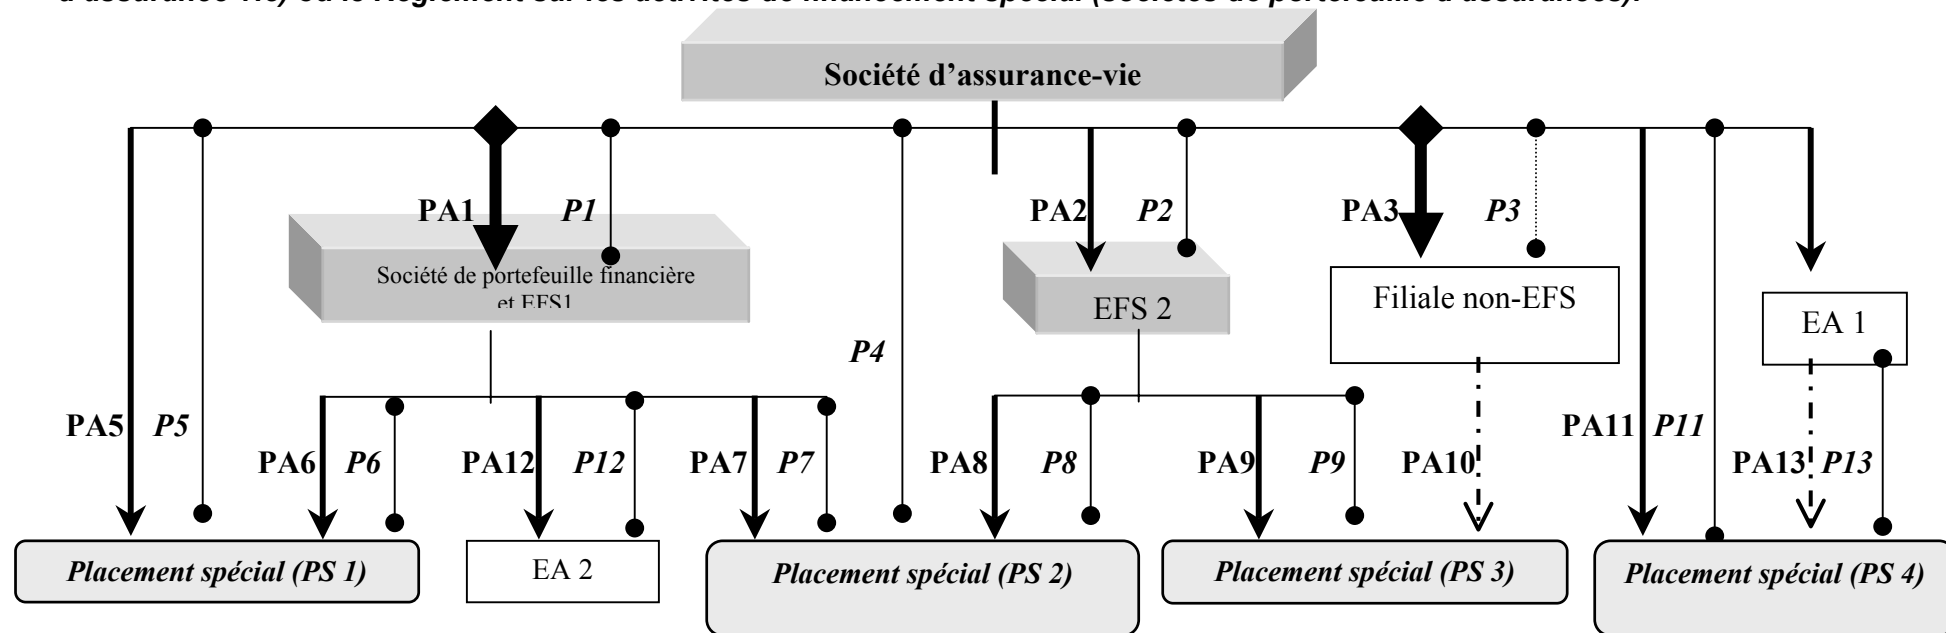 d'assurance-vie) ou le Règlement sur les activités de financement spécial (sociétés de portefeuille d'assurances).
Société d'assurance-vie
PA1 P1 PA2 P2 PA3 P3
Société de portefeuille financière
et EFS1
EFS 2
Filiale non-EFS
EA 1
P4
PA5 P5 PA11 P11
PA6 P6 PA12 P12 PA7 P7 PA8 P8 PA9 P9 PA10 PA13 P13
Placement spécial (PS 1)
EA 2
Placement spécial (PS 2)
Placement spécial (PS 3)
Placement spécial (PS 4)